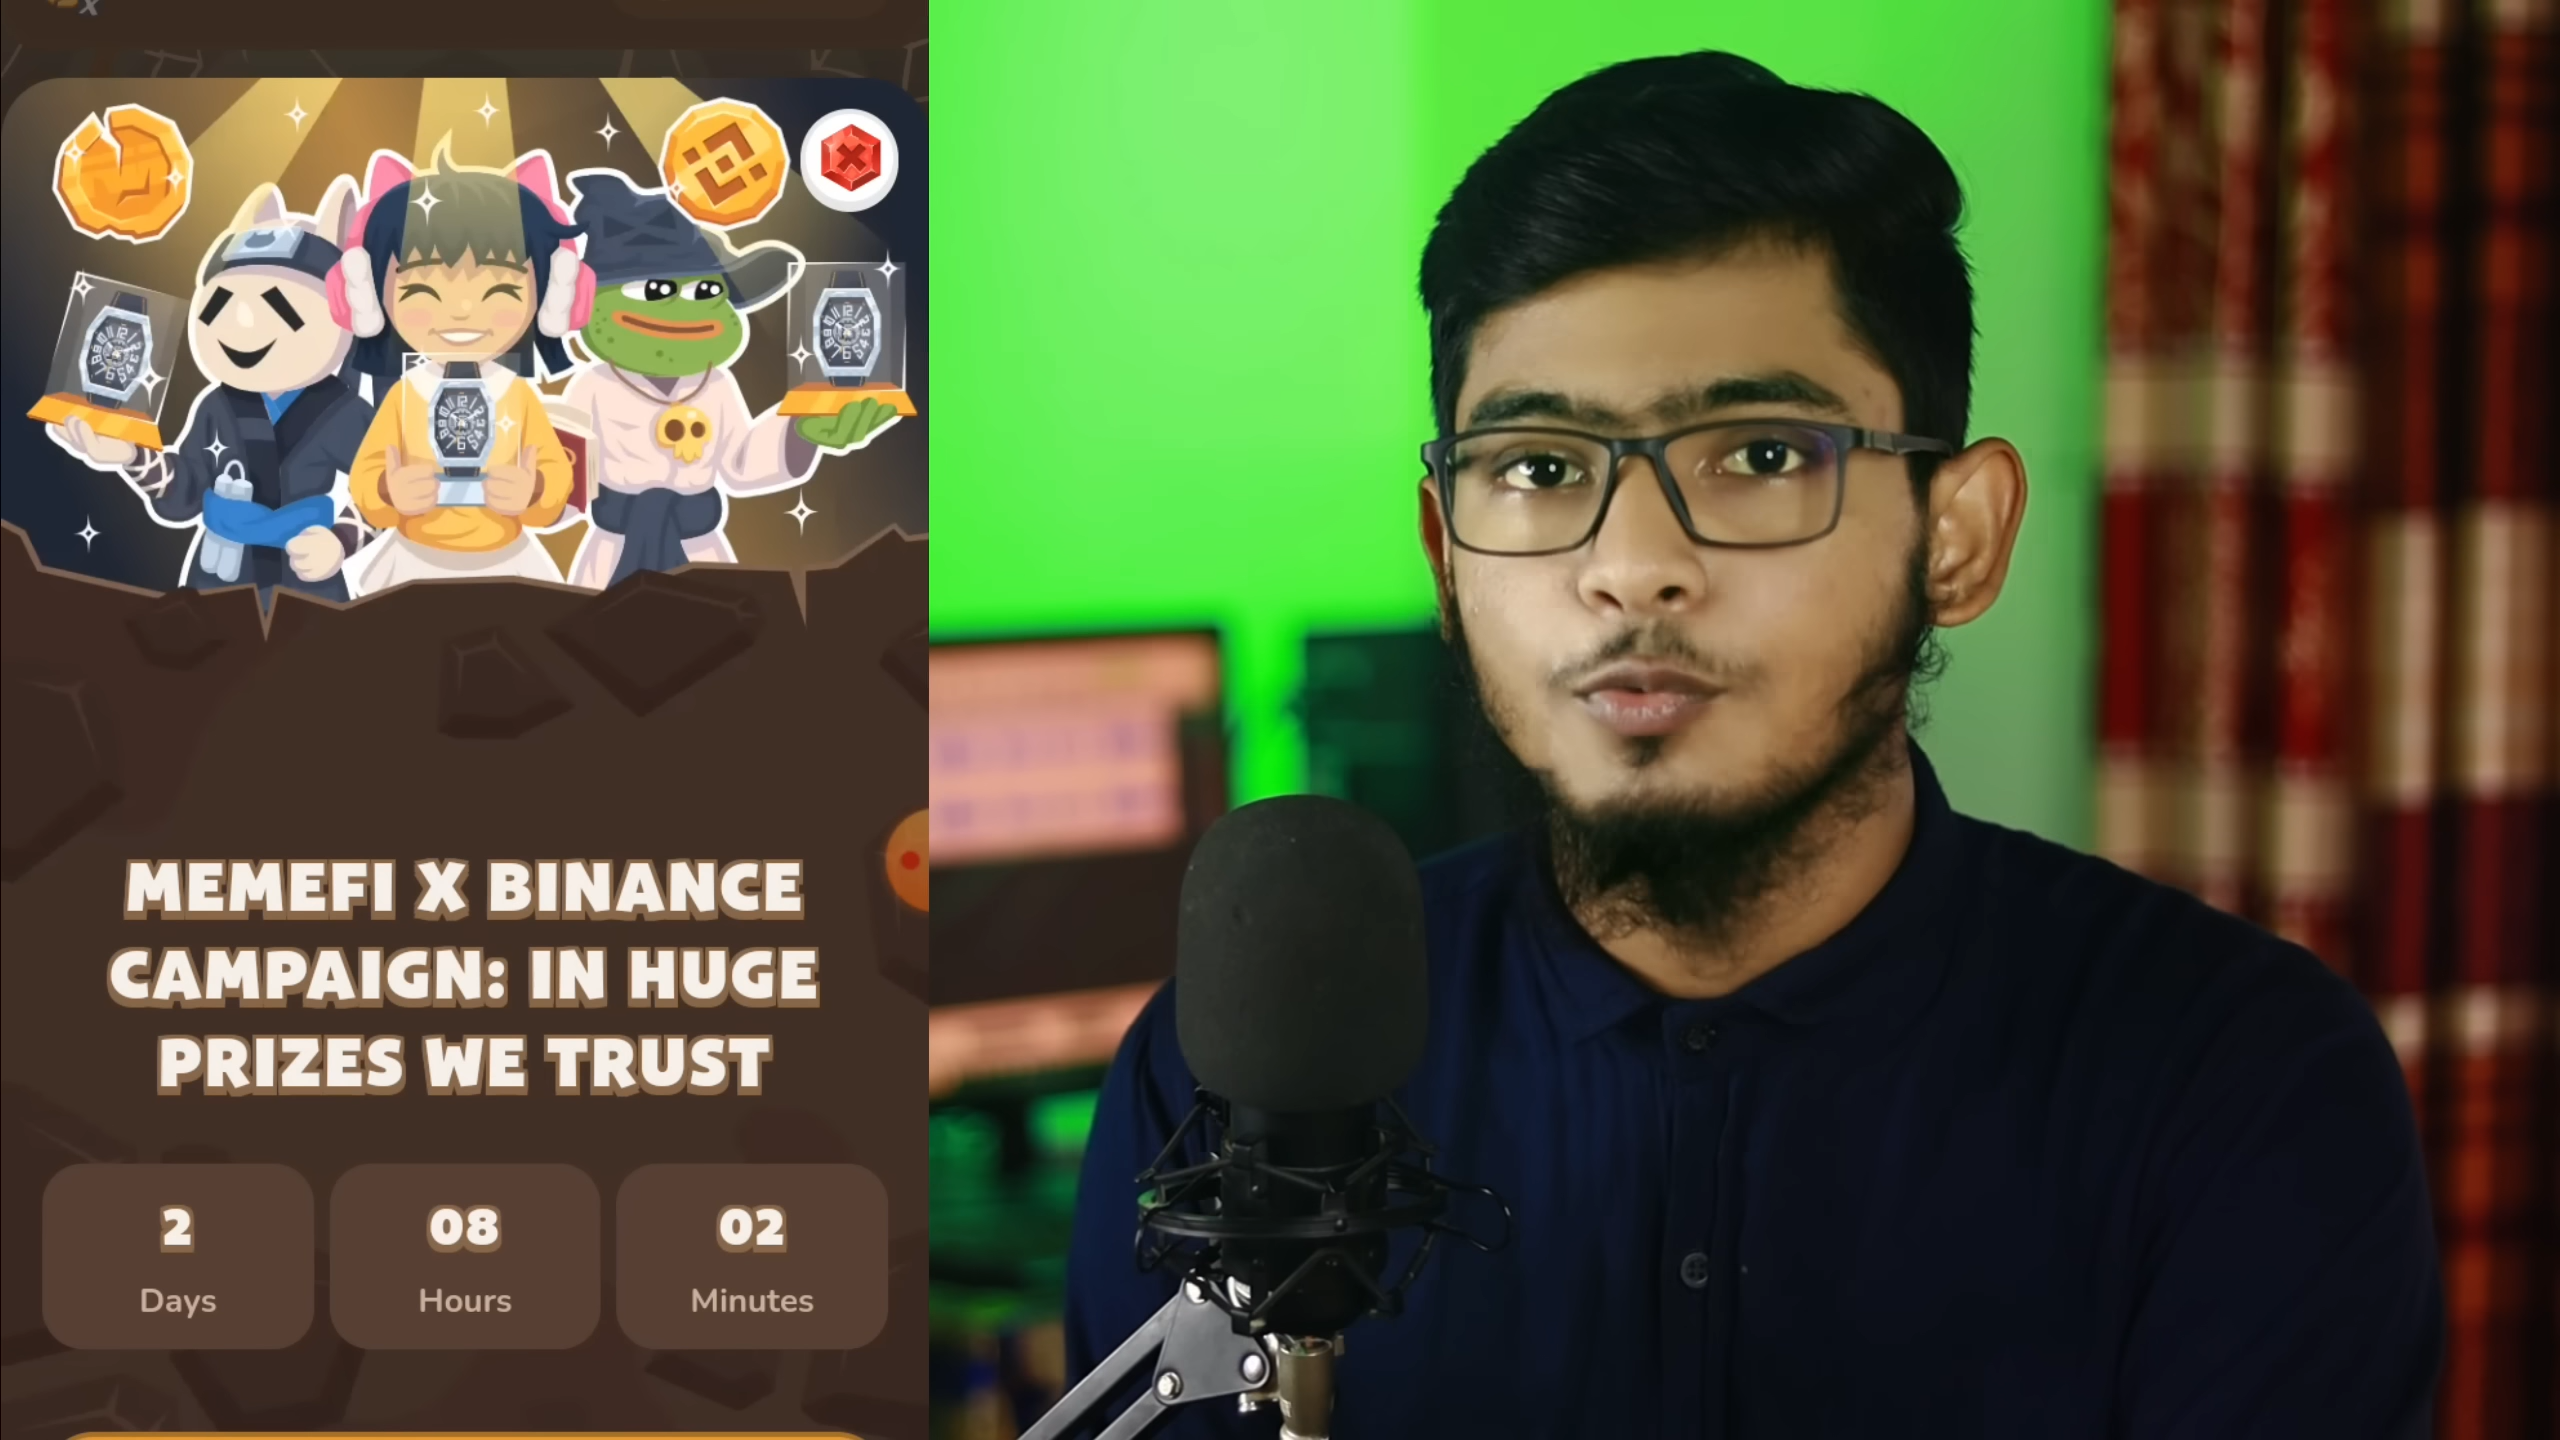 MEMEFI X BINANCE
CAMPAIGN: IN HUGE
PRIZES WE TRUST
2
08
02
Days
Hours
Minutes